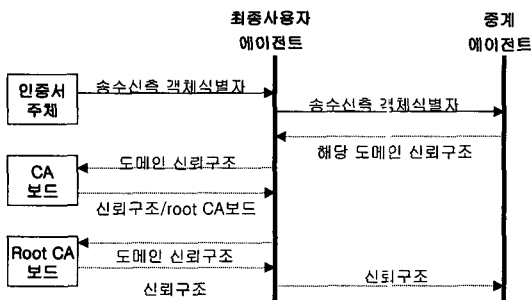 최종사용자
에이전트
중계
에이전트
인증서
주체
송수신측 객체식별자
송수신측 객체식별자
해당 도메인 신뢰구조
CA
보드
도메인 신뢰구조
신뢰구조/root CA보드
Root CA
보드
도메인 신뢰구조
신뢰구조
신뢰구조